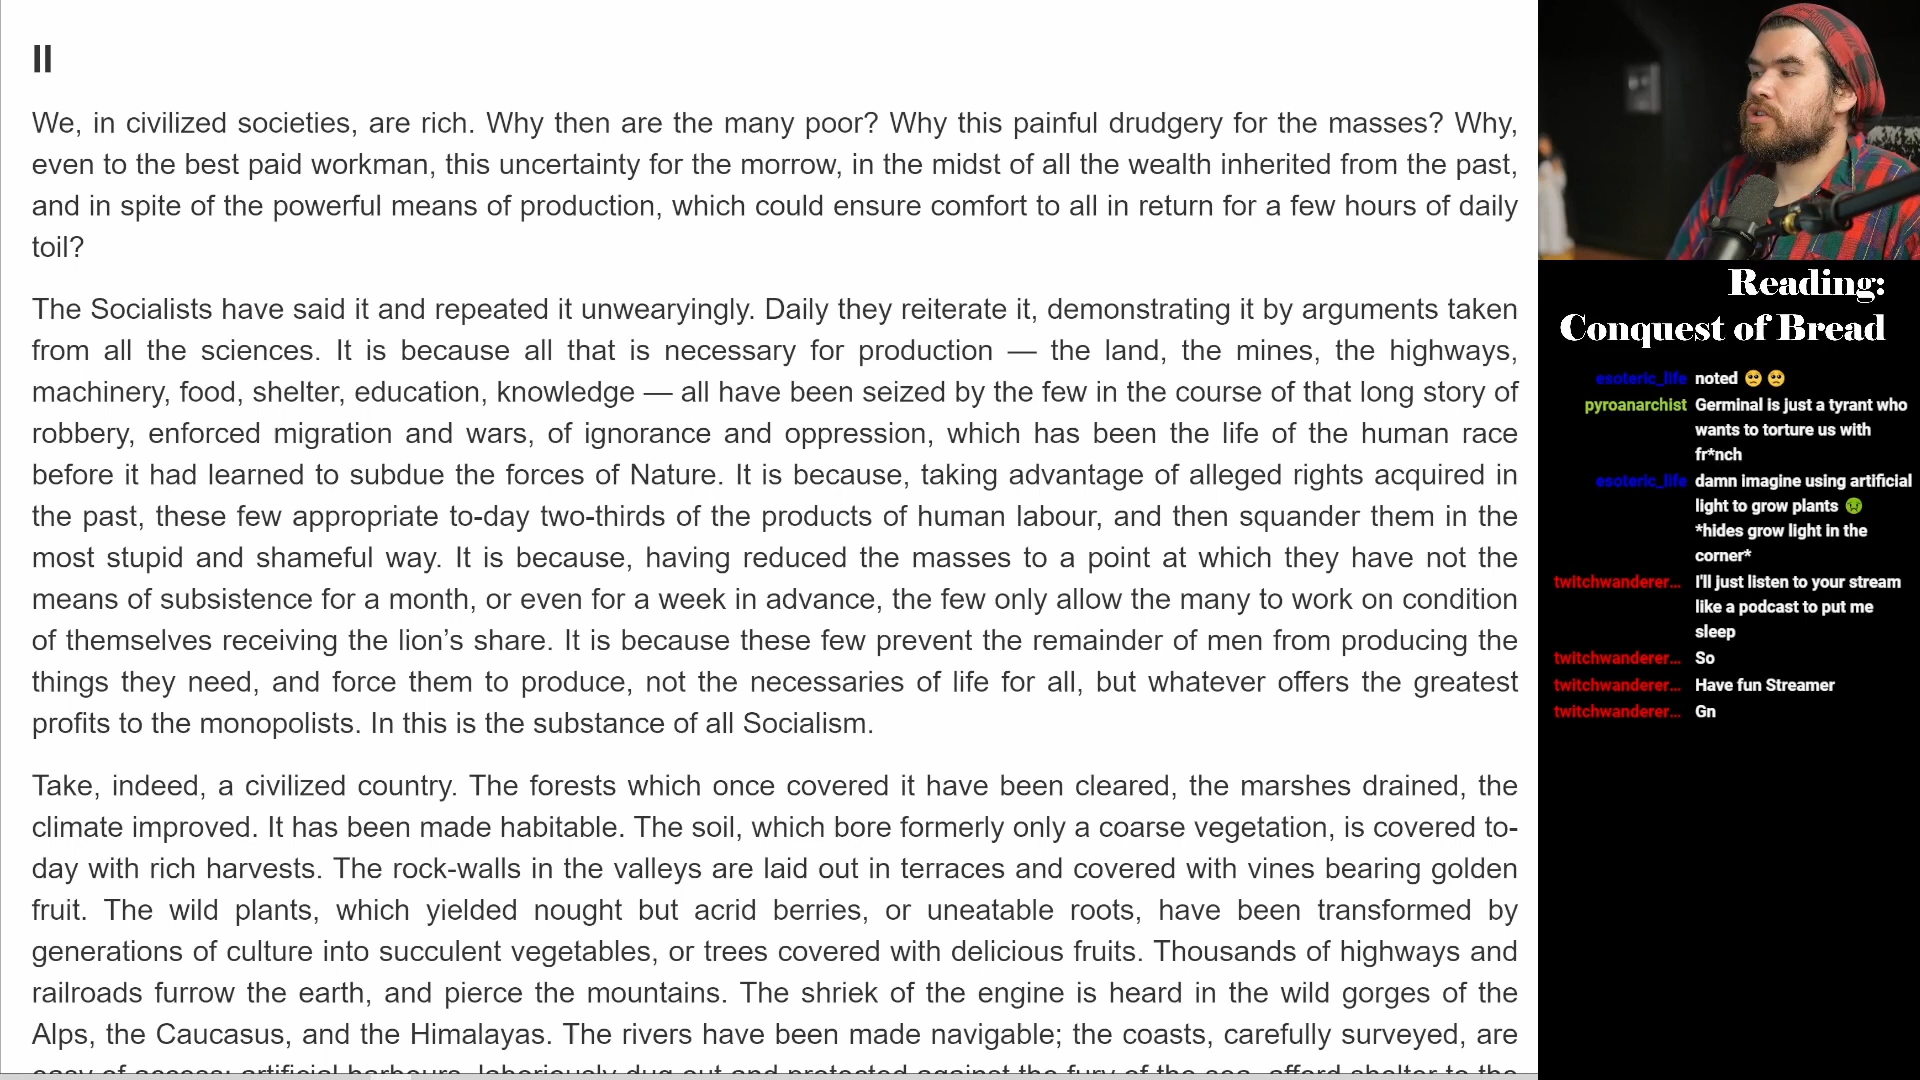 II
We, in civilized societies, are rich. Why then are the many poor? Why this painful drudgery for the masses? Why,
even to the best paid workman, this uncertainty for the morrow, in the midst of all the wealth inherited from the past,
and in spite of the powerful means of production, which could ensure comfort to all in return for a few hours of daily
toil?
The Socialists have said it and repeated it unwearyingly. Daily they reiterate it, demonstrating it by arguments taken
from all the sciences. It is because all that is necessary for production — the land, the mines, the highways,
machinery, food, shelter, education, knowledge — all have been seized by the few in the course of that long story of
robbery, enforced migration and wars, of ignorance and oppression, which has been the life of the human race
before it had learned to subdue the forces of Nature. It is because, taking advantage of alleged rights acquired in
the past, these few appropriate to-day two-thirds of the products of human labour, and then squander them in the
most stupid and shameful way. It is because, having reduced the masses to a point at which they have not the
means of subsistence for a month, or even for a week in advance, the few only allow the many to work on condition
of themselves receiving the lion’s share. It is because these few prevent the remainder of men from producing the
things they need, and force them to produce, not the necessaries of life for all, but whatever offers the greatest
profits to the monopolists. In this is the substance of all Socialism.
Take, indeed, a civilized country. The forests which once covered it have been cleared, the marshes drained, the
climate improved. It has been made habitable. The soil, which bore formerly only a coarse vegetation, is covered to-
day with rich harvests. The rock-walls in the valleys are laid out in terraces and covered with vines bearing golden
fruit. The wild plants, which yielded nought but acrid berries, or uneatable roots, have been transformed by
generations of culture into succulent vegetables, or trees covered with delicious fruits. Thousands of highways and
railroads furrow the earth, and pierce the mountains. The shriek of the engine is heard in the wild gorges of the
Alps, the Caucasus, and the Himalayas. The rivers have been made navigable; the coasts, carefully surveyed, are
easy of access; artificial harbours, laboriously dug out and protected against the fury of the sea, afford shelter to the
Reading:
Conquest of Bread
esoteric_life noted 🥺 🥺
pyroanarchist Germinal is just a tyrant who
wants to torture us with
fr*nch
esoteric_life damn imagine using artificial
light to grow plants 🤢
*hides grow light in the
corner*
twitchwanderer... I'll just listen to your stream
like a podcast to put me
sleep
twitchwanderer... So
twitchwanderer... Have fun Streamer
twitchwanderer... Gn